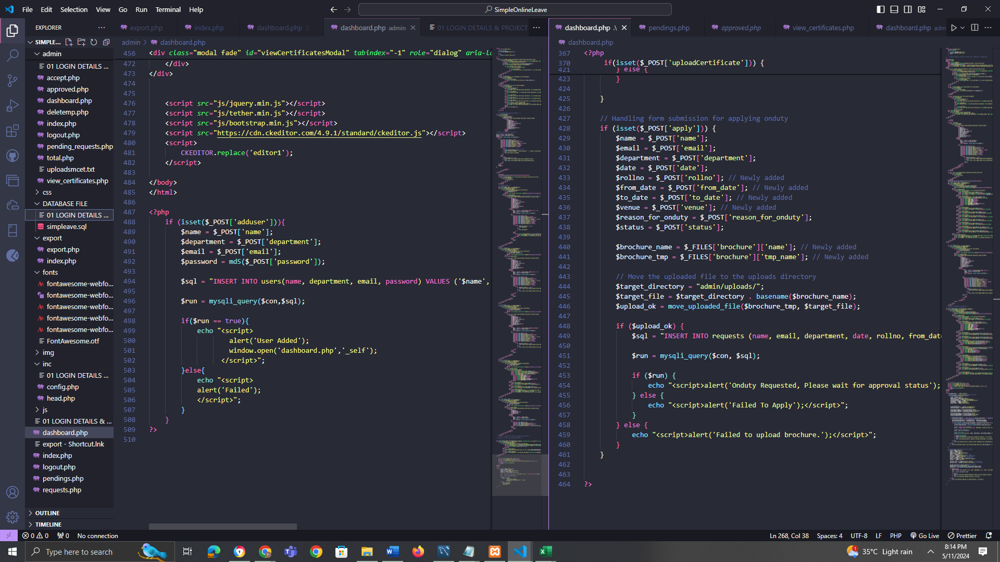 File Edit Selection View Go Run Terminal Help
SimpleOnlineLeave
EXPLORER
SIMPLE...
admin
01 LOGIN DETAILS ...
accept.php
approved.php
dashboard.php
deletemp.php
index.php
logout.php
pending_requests.php
total.php
uploadsmcet.txt
view_certificates.php
css
DATABASE FILE
01 LOGIN DETAILS ...
simpleave.sql
export
export.php
index.php
fonts
fontawesome-webfo...
fontawesome-webfo...
fontawesome-webfo...
fontawesome-webfo...
fontawesome-webfo...
FontAwesome.otf
img
inc
01 LOGIN DETAILS ...
config.php
head.php
js
01 LOGIN DETAILS & ...
dashboard.php
export - Shortcut.lnk
index.php
logout.php
pendings.php
requests.php
OUTLINE
TIMELINE
export.php index.php dashboard.php .\ dashboard.php admin 01 LOGIN DETAILS & PROJECT
admin > dashboard.php
456 <div class="modal fade" id="viewCertificatesModal" tabindex="-1" role="dialog" aria-la
472 </div>
473 </div>
474
475
476 <script src="js/jquery.min.js"></script>
477 <script src="js/tether.min.js"></script>
478 <script src="js/bootstrap.min.js"></script>
479 <script src="https://cdn.ckeditor.com/4.9.1/standard/ckeditor.js"></script>
480 <script>
481 CKEDITOR.replace('editor1');
482 </script>
483
484 </body>
485 </html>
486
487 <?php
488 if (isset($_POST['adduser'])){
489 $name = $_POST['name'];
490 $department = $_POST['department'];
491 $email = $_POST['email'];
492 $password = md5($_POST['password']);
493
494 $sql = "INSERT INTO users(name, department, email, password) VALUES ('$name',
495
496 $run = mysqli_query($con,$sql);
497
498 if($run == true){
499 echo "<script>
500 alert('User Added');
501 window.open('dashboard.php','_self');
502 </script>";
503 }else{
504 echo "<script>
505 alert('Failed');
506 </script>";
507 }
508 }
509 ?>
510
dashboard.php .\ pendings.php approved.php view_certificates.php dashboard.php adm
dashboard.php
367 <?php
370 if(isset($_POST['uploadCertificate'])) {
421 } else {
423 }
424
425 }
426
427 // Handling form submission for applying onduty
428 if (isset($_POST['apply'])) {
429 $name = $_POST['name'];
430 $email = $_POST['email'];
431 $department = $_POST['department'];
432 $date = $_POST['date'];
433 $rollno = $_POST['rollno']; // Newly added
434 $from_date = $_POST['from_date']; // Newly added
435 $to_date = $_POST['to_date']; // Newly added
436 $venue = $_POST['venue']; // Newly added
437 $reason_for_onduty = $_POST['reason_for_onduty'];
438 $status = $_POST['status'];
439
440 $brochure_name = $_FILES['brochure']['name']; // Newly added
441 $brochure_tmp = $_FILES['brochure']['tmp_name']; // Newly added
442
443 // Move the uploaded file to the uploads directory
444 $target_directory = "admin/uploads/";
445 $target_file = $target_directory . basename($brochure_name);
446 $upload_ok = move_uploaded_file($brochure_tmp, $target_file);
447
448 if ($upload_ok) {
449 $sql = "INSERT INTO requests (name, email, department, date, rollno, from_date
450
451 $run = mysqli_query($con, $sql);
452
453 if ($run) {
454 echo "<script>alert('Onduty Requested, Please wait for approval status');
455 } else {
456 echo "<script>alert('Failed To Apply');</script>";
457 }
458 } else {
459 echo "<script>alert('Failed to upload brochure.');</script>";
460 }
461 }
462
463
464 ?>
0 0 0 No connection
Ln 268, Col 38 Spaces: 4 UTF-8 LF PHP Go Live Prettier
Type here to search
1 35°C Light rain
8:14 PM
5/11/2024